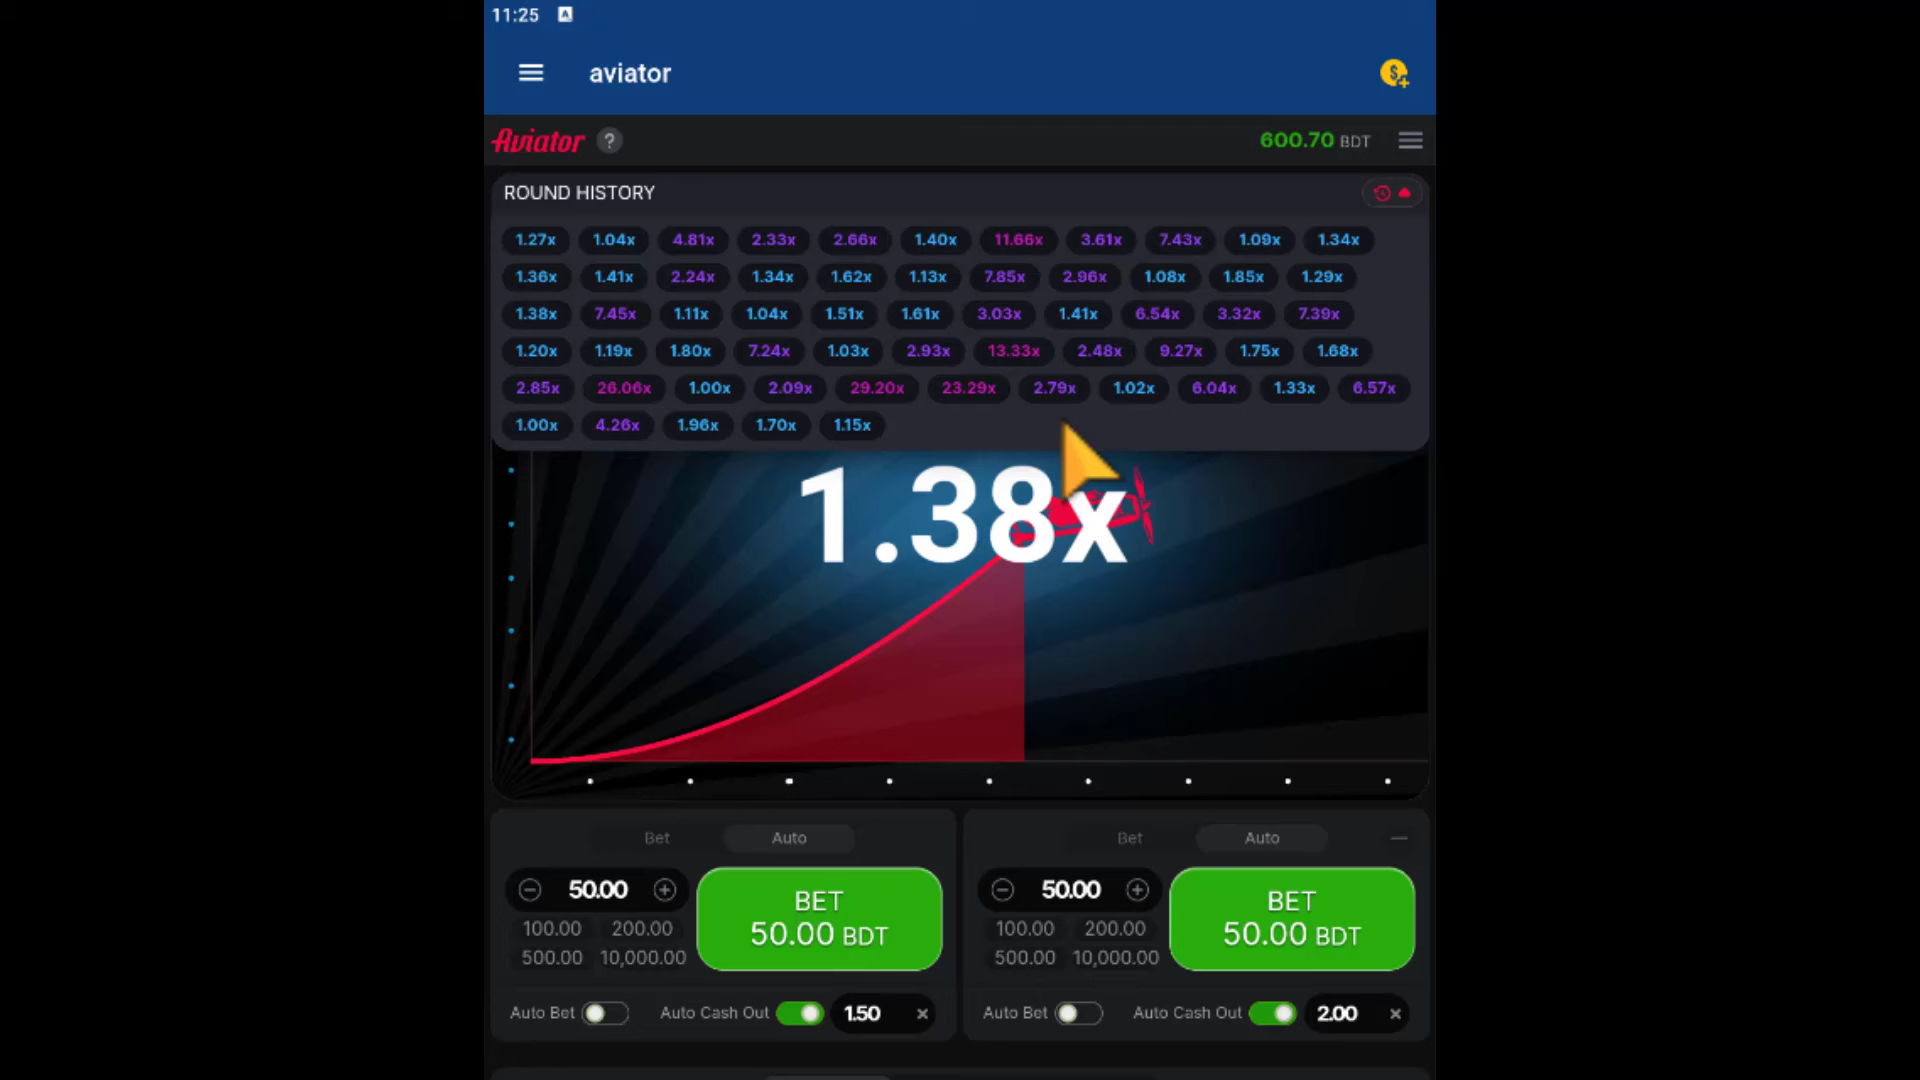 11:25 A
aviator
Aviator ? 600.70 BDT
ROUND HISTORY
1.27x 1.04x 4.81x 2.33x 2.66x 1.40x 11.66x 3.61x 7.43x 1.09x 1.34x
1.36x 1.41x 2.24x 1.34x 1.62x 1.13x 7.85x 2.96x 1.08x 1.85x 1.29x
1.38x 7.45x 1.11x 1.04x 1.51x 1.61x 3.03x 1.41x 6.54x 3.32x 7.39x
1.20x 1.19x 1.80x 7.24x 1.03x 2.93x 13.33x 2.48x 9.27x 1.75x 1.68x
2.85x 26.06x 1.00x 2.09x 29.20x 23.29x 2.79x 1.02x 6.04x 1.33x 6.57x
1.00x 4.26x 1.96x 1.70x 1.15x
1.38x
Bet Auto
50.00
100.00 200.00
500.00 10,000.00
BET
50.00 BDT
Auto Bet Auto Cash Out 1.50 ×
Bet Auto
50.00
100.00 200.00
500.00 10,000.00
BET
50.00 BDT
Auto Bet Auto Cash Out 2.00 ×